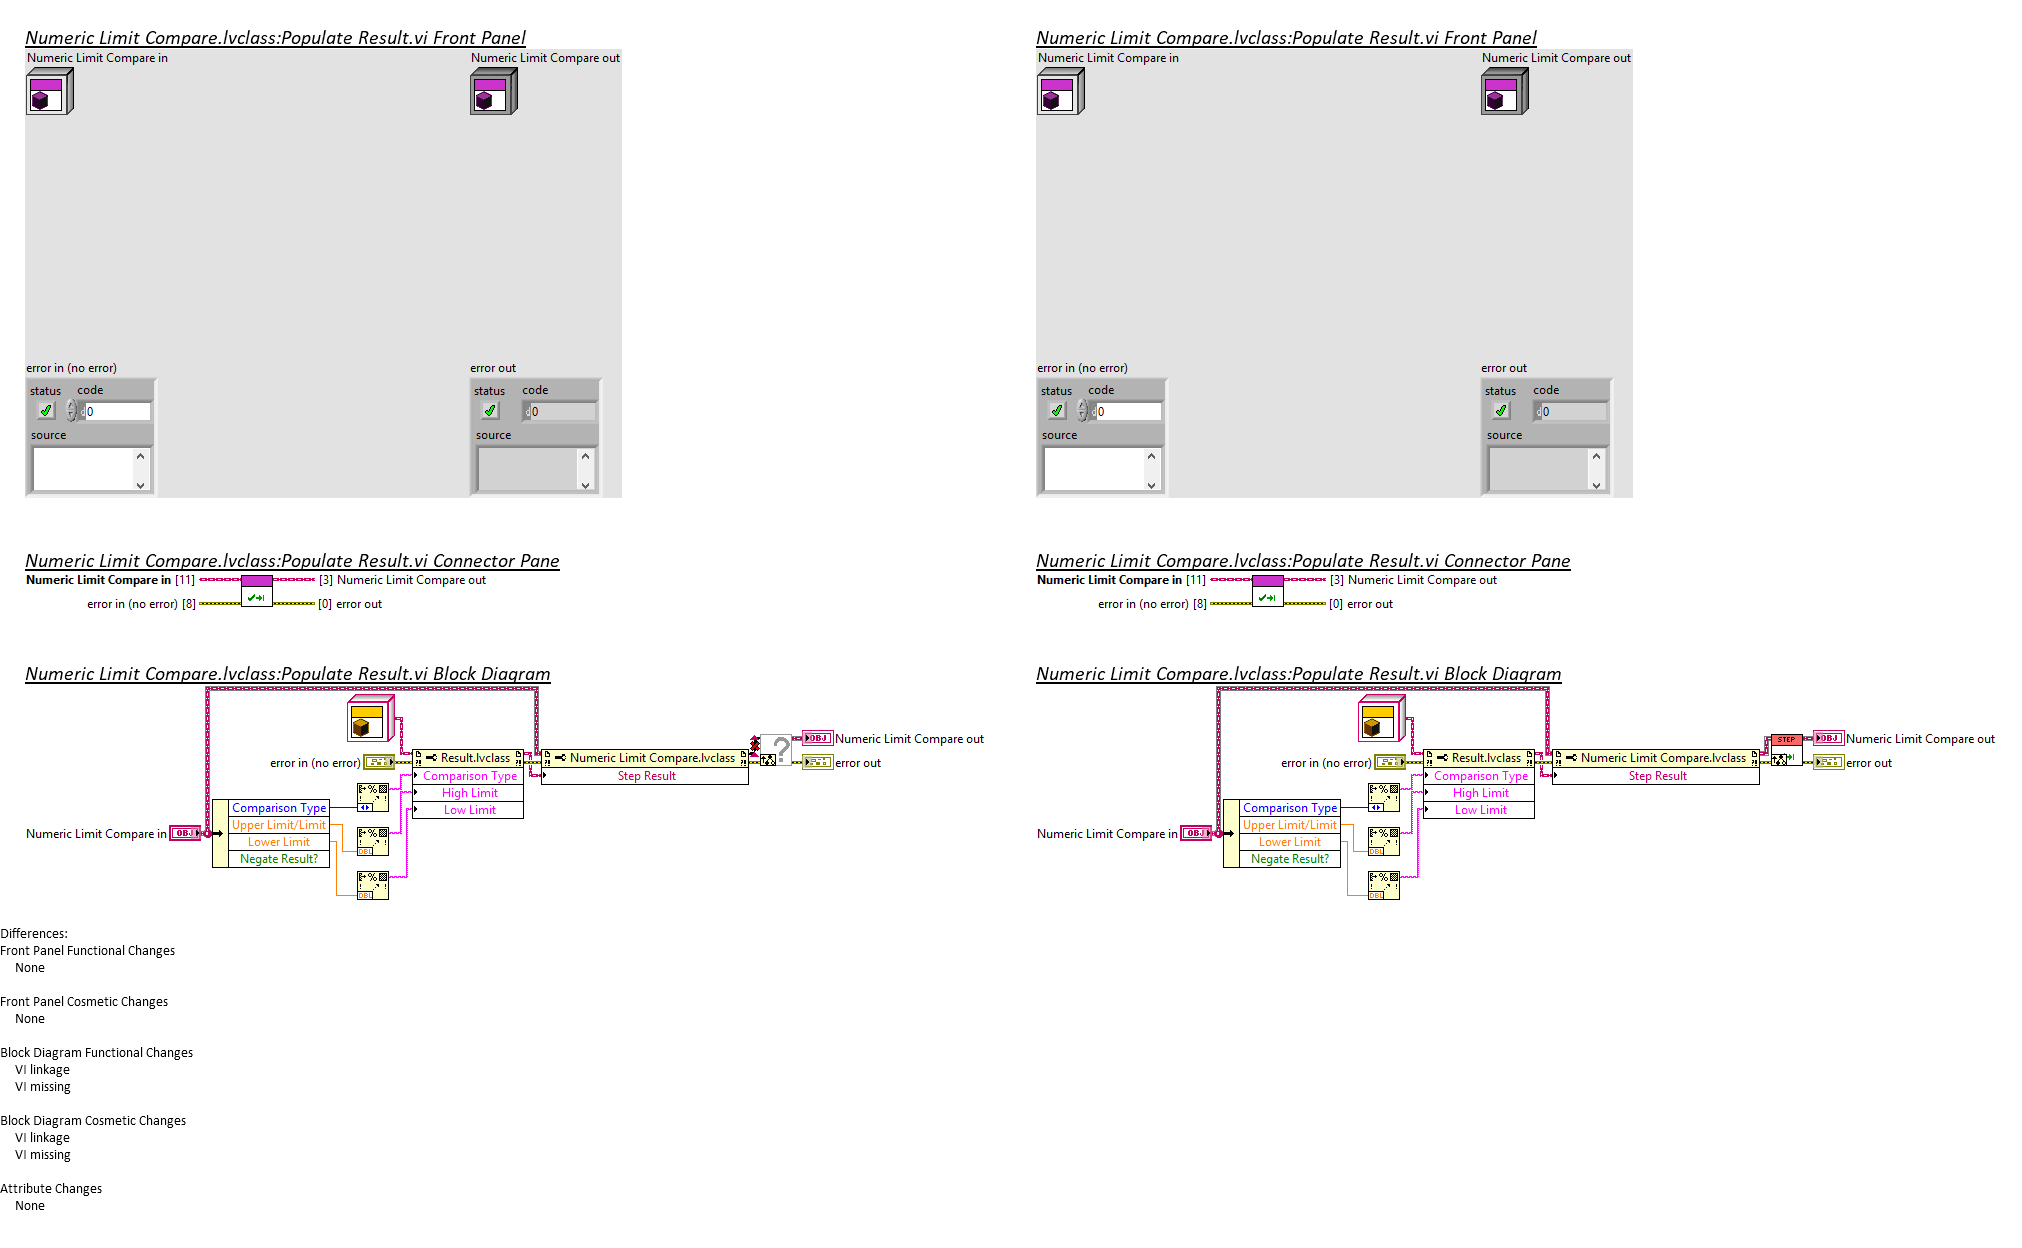 Numeric Limit Compare.lvclass:Populate Result.vi Front Panel
Numeric Limit Compare in
Numeric Limit Compare out
error in (no error)
error out
status
code
0
source
status
code
0
source
Numeric Limit Compare.lvclass:Populate Result.vi Connector Pane
Numeric Limit Compare in [11]
[3] Numeric Limit Compare out
error in (no error) [8]
[0] error out
Numeric Limit Compare.lvclass:Populate Result.vi Block Diagram
OBJ
Numeric Limit Compare out
error in (no error)
Result.lvclass
Numeric Limit Compare.lvclass
error out
Comparison Type
Step Result
High Limit
Low Limit
Comparison Type
Upper Limit/Limit
Lower Limit
Negate Result?
Numeric Limit Compare in
OBJ
DBL
DBL
Numeric Limit Compare.lvclass:Populate Result.vi Front Panel
Numeric Limit Compare in
Numeric Limit Compare out
error in (no error)
error out
status
code
0
source
status
code
0
source
Numeric Limit Compare.lvclass:Populate Result.vi Connector Pane
Numeric Limit Compare in [11]
[3] Numeric Limit Compare out
error in (no error) [8]
[0] error out
Numeric Limit Compare.lvclass:Populate Result.vi Block Diagram
STEP
OBJ
Numeric Limit Compare out
error in (no error)
Result.lvclass
Numeric Limit Compare.lvclass
error out
Comparison Type
Step Result
High Limit
Low Limit
Comparison Type
Upper Limit/Limit
Lower Limit
Negate Result?
Numeric Limit Compare in
OBJ
DBL
DBL
Differences:
Front Panel Functional Changes
None
Front Panel Cosmetic Changes
None
Block Diagram Functional Changes
VI linkage
VI missing
Block Diagram Cosmetic Changes
VI linkage
VI missing
Attribute Changes
None